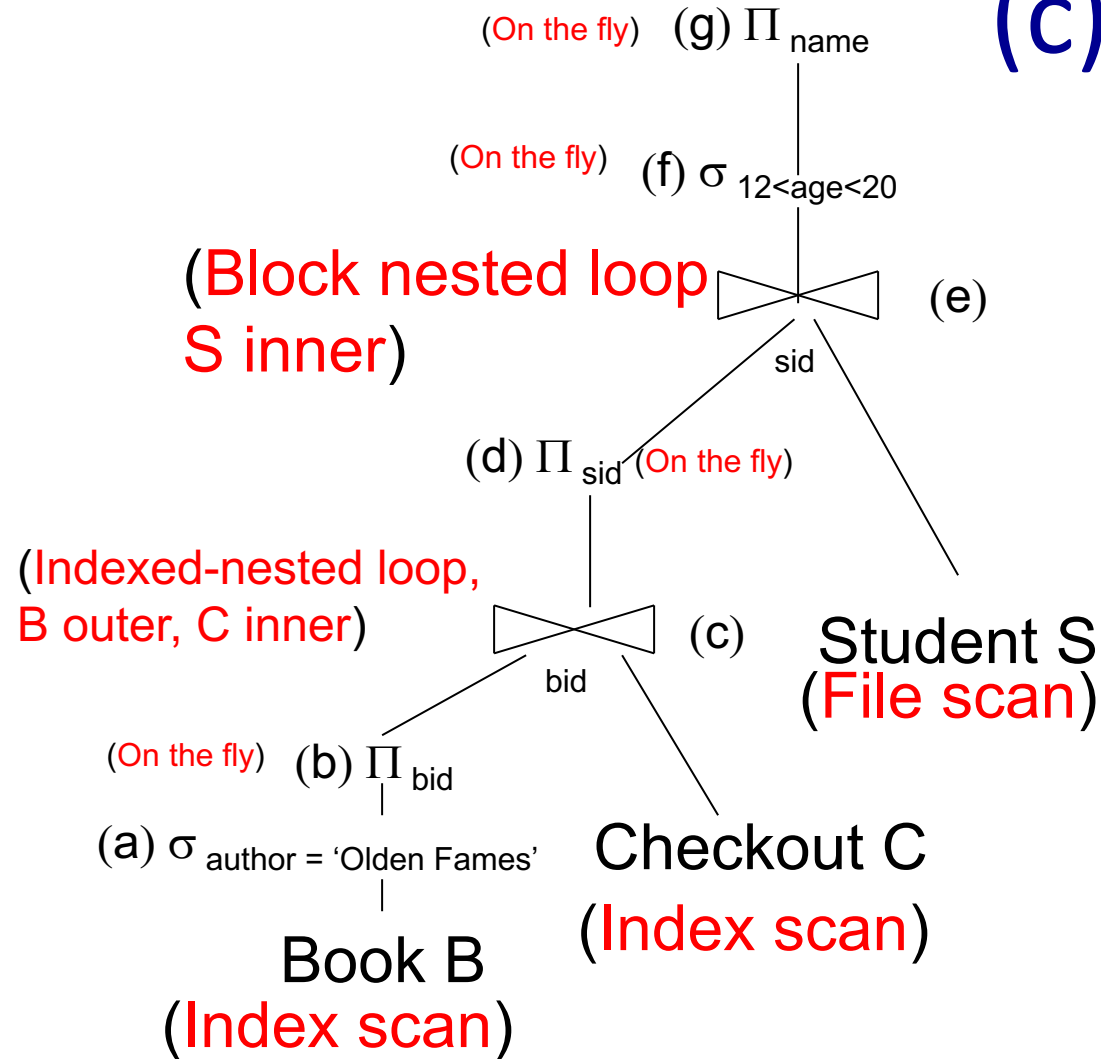 (On the fly) (g) Π name
(c)
(On the fly) (f) σ 12<age<20
(Block nested loop
S inner)
(e)
sid
(d) Π sid (On the fly)
(Indexed-nested loop,
B outer, C inner)
(c)
bid
Student S
(File scan)
(On the fly) (b) Π bid
(a) σ author = ‘Olden Fames’
Checkout C
(Index scan)
Book B
(Index scan)